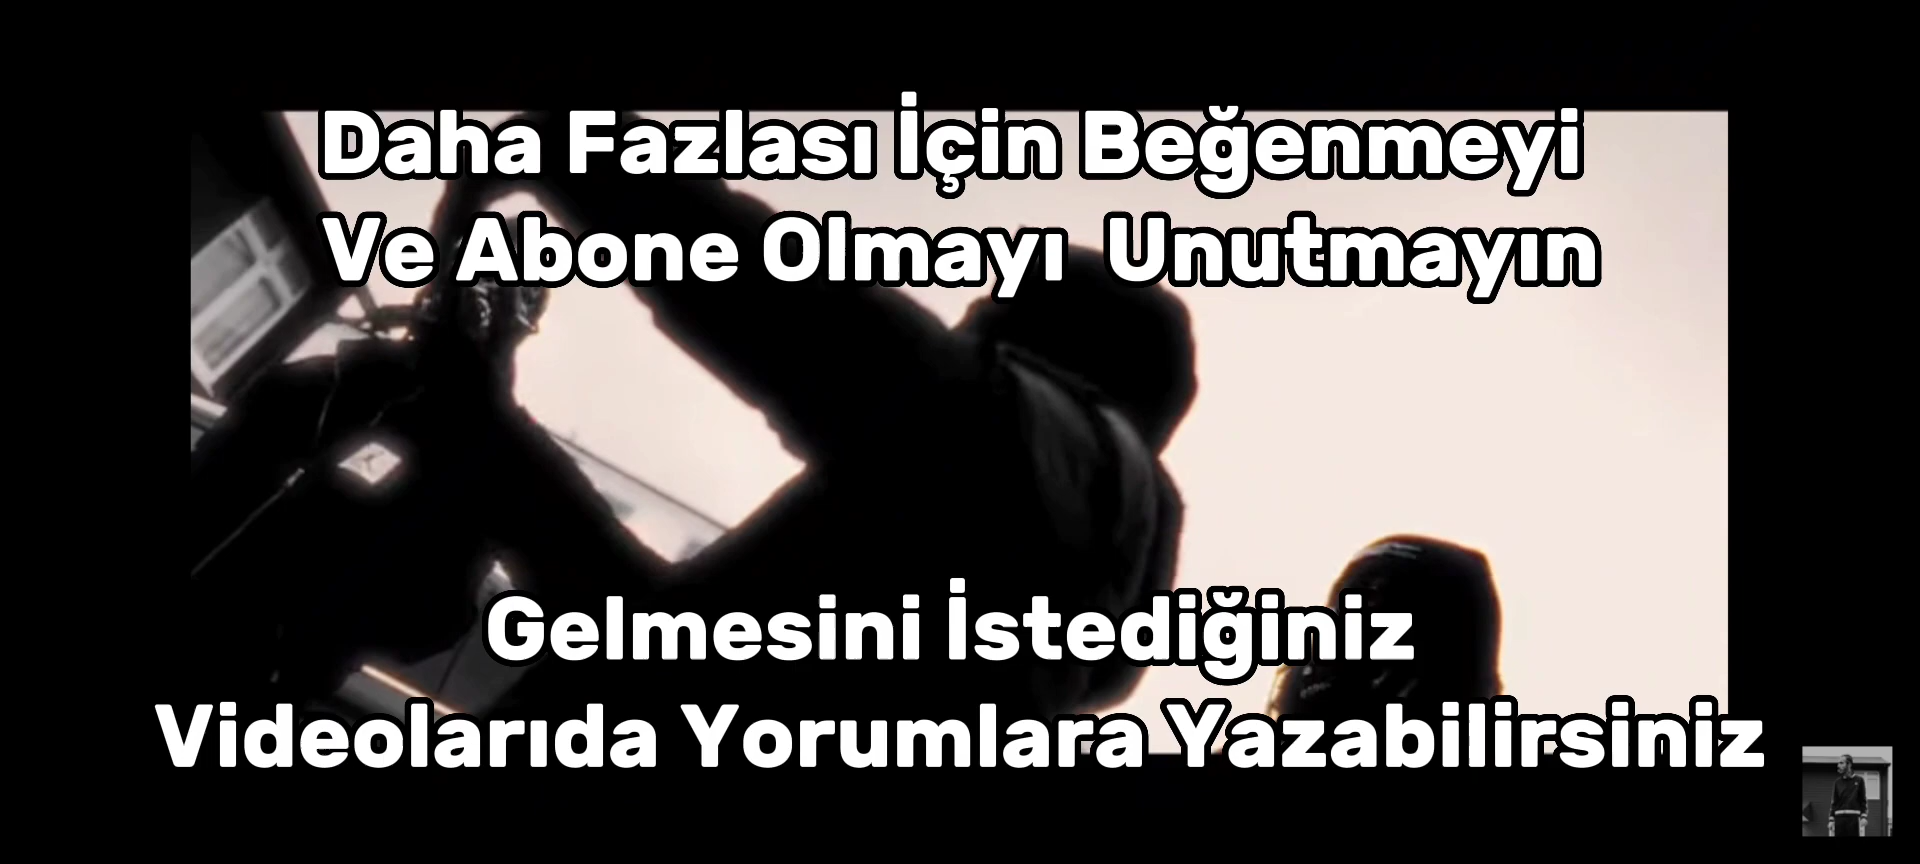 Daha Fazlası İçin Beğenmeyi
Ve Abone Olmayı Unutmayın
Gelmesini İstediğiniz
Videolarıda Yorumlara Yazabilirsiniz